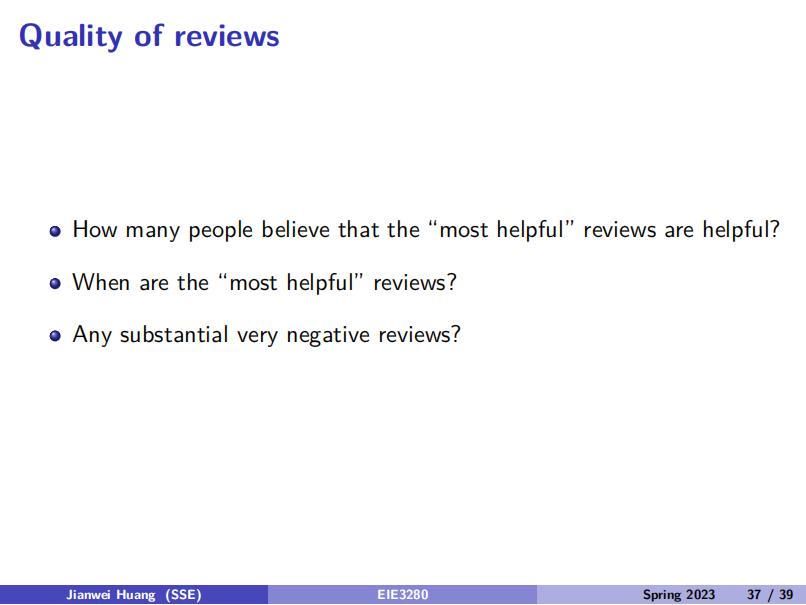 Quality of reviews
How many people believe that the “most helpful” reviews are helpful?
When are the “most helpful” reviews?
Any substantial very negative reviews?
Jianwei Huang (SSE) EIE3280 Spring 2023 37 / 39